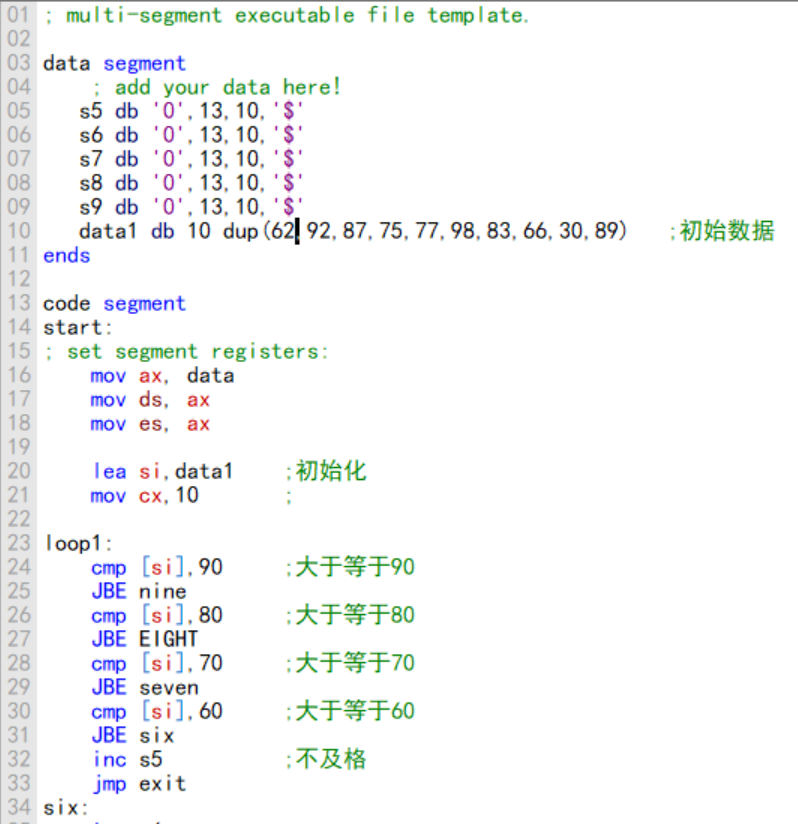 01 ; multi-segment executable file template.
02
03 data segment
04 ; add your data here!
05 s5 db '0',13,10,'$'
06 s6 db '0',13,10,'$'
07 s7 db '0',13,10,'$'
08 s8 db '0',13,10,'$'
09 s9 db '0',13,10,'$'
10 data1 db 10 dup(62,92,87,75,77,98,83,66,30,89) ;初始数据
11 ends
12
13 code segment
14 start:
15 ; set segment registers:
16 mov ax, data
17 mov ds, ax
18 mov es, ax
19
20 lea si,data1 ;初始化
21 mov cx,10 ;
22
23 loop1:
24 cmp [si],90 ;大于等于90
25 JBE nine
26 cmp [si],80 ;大于等于80
27 JBE EIGHT
28 cmp [si],70 ;大于等于70
29 JBE seven
30 cmp [si],60 ;大于等于60
31 JBE six
32 inc s5 ;不及格
33 jmp exit
34 six: